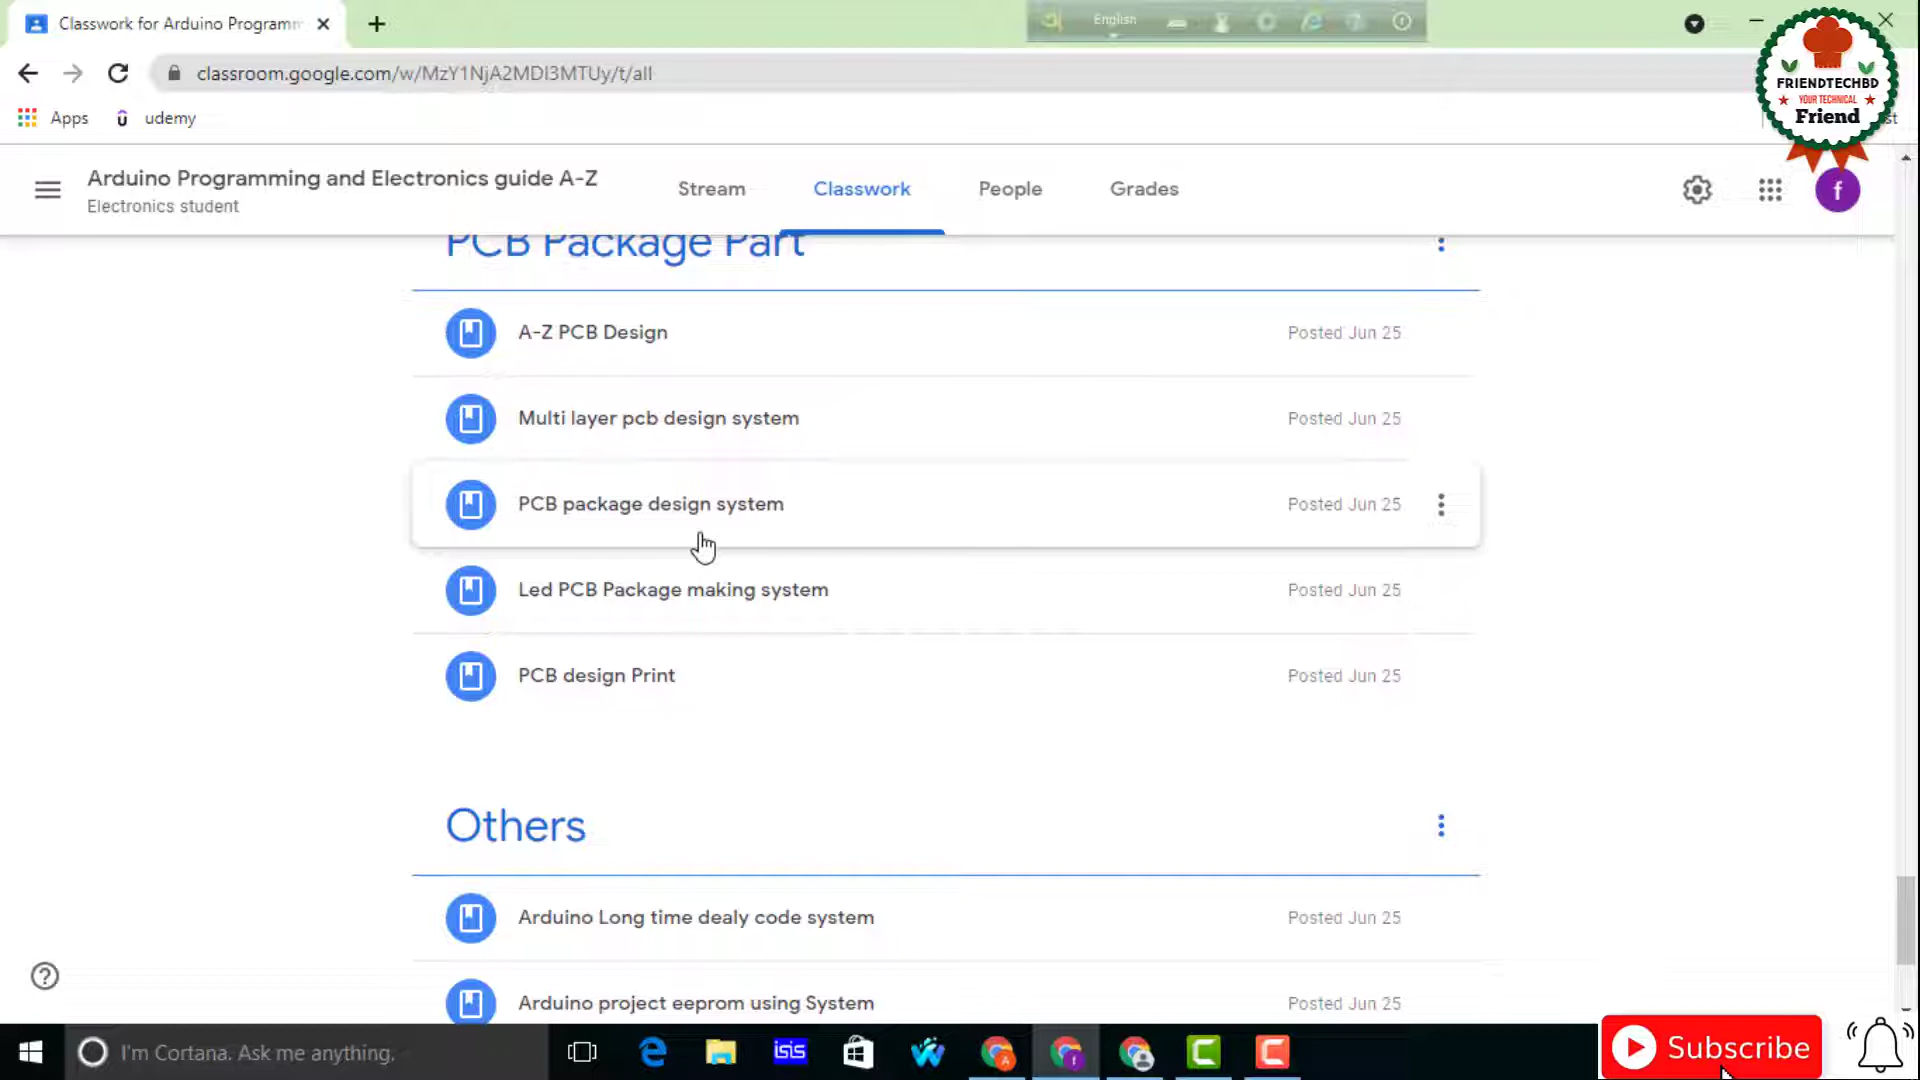 Classwork for Arduino Programm
English
classroom.google.com/w/MzY1NjA2MDI3MTUy/t/all
FRIENDTECHBD
YOUR TECHNICAL
Friend
Apps
udemy
st
Arduino Programming and Electronics guide A-Z
Electronics student
Stream
Classwork
People
Grades
f
PCB Package Part
A-Z PCB Design
Posted Jun 25
Multi layer pcb design system
Posted Jun 25
PCB package design system
Posted Jun 25
Led PCB Package making system
Posted Jun 25
PCB design Print
Posted Jun 25
Others
Arduino Long time dealy code system
Posted Jun 25
Arduino project eeprom using System
Posted Jun 25
I'm Cortana. Ask me anything.
isis
Subscribe